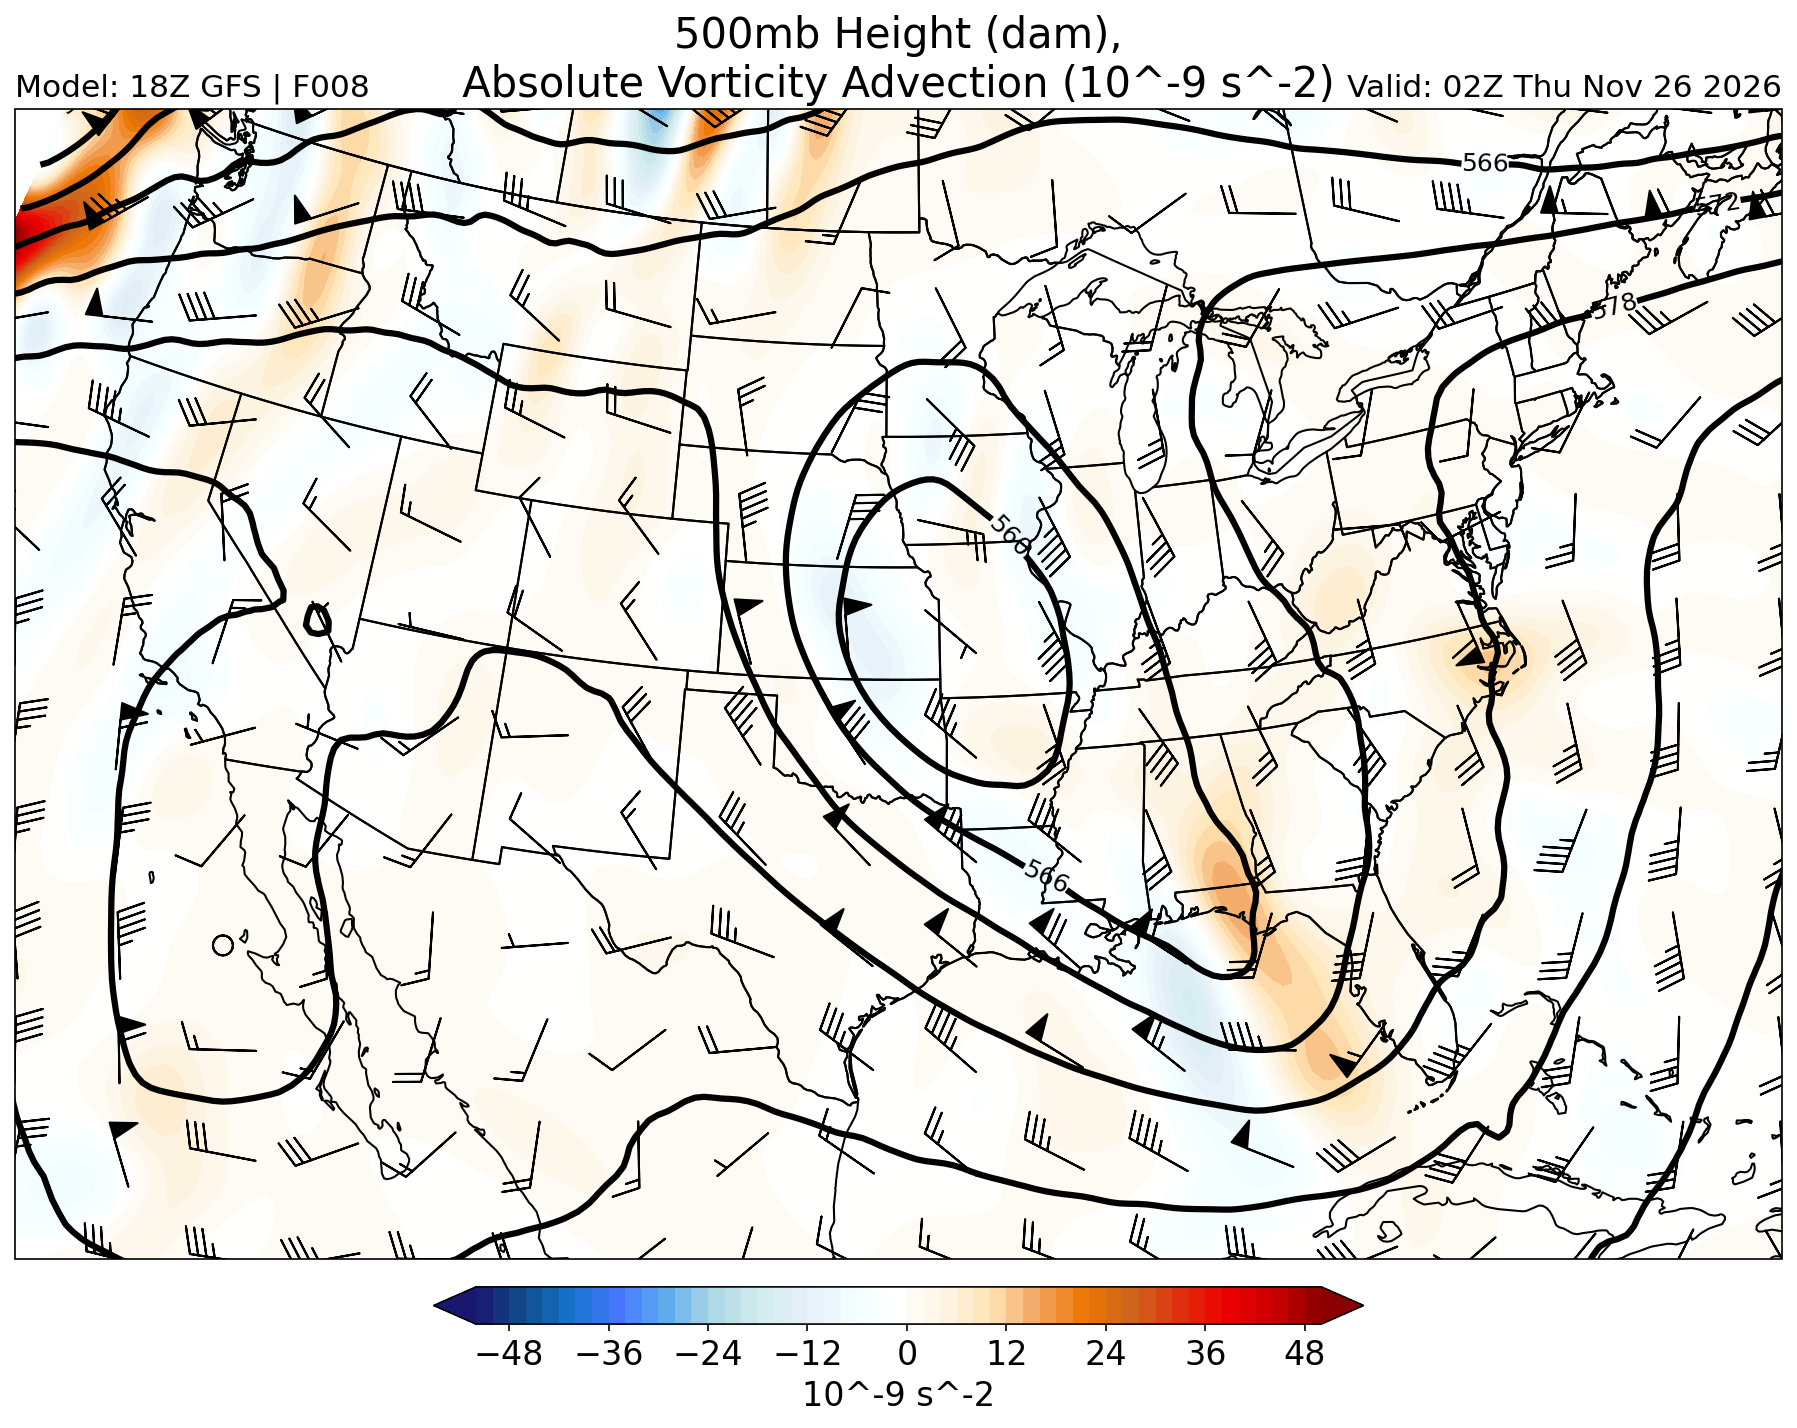 500mb Height (dam),
Model: 18Z GFS | F008
Absolute Vorticity Advection (10^-9 s^-2)
Valid: 02Z Thu Nov 26 2026
566
572
578
560
566
−48 −36 −24 −12 0 12 24 36 48
10^-9 s^-2